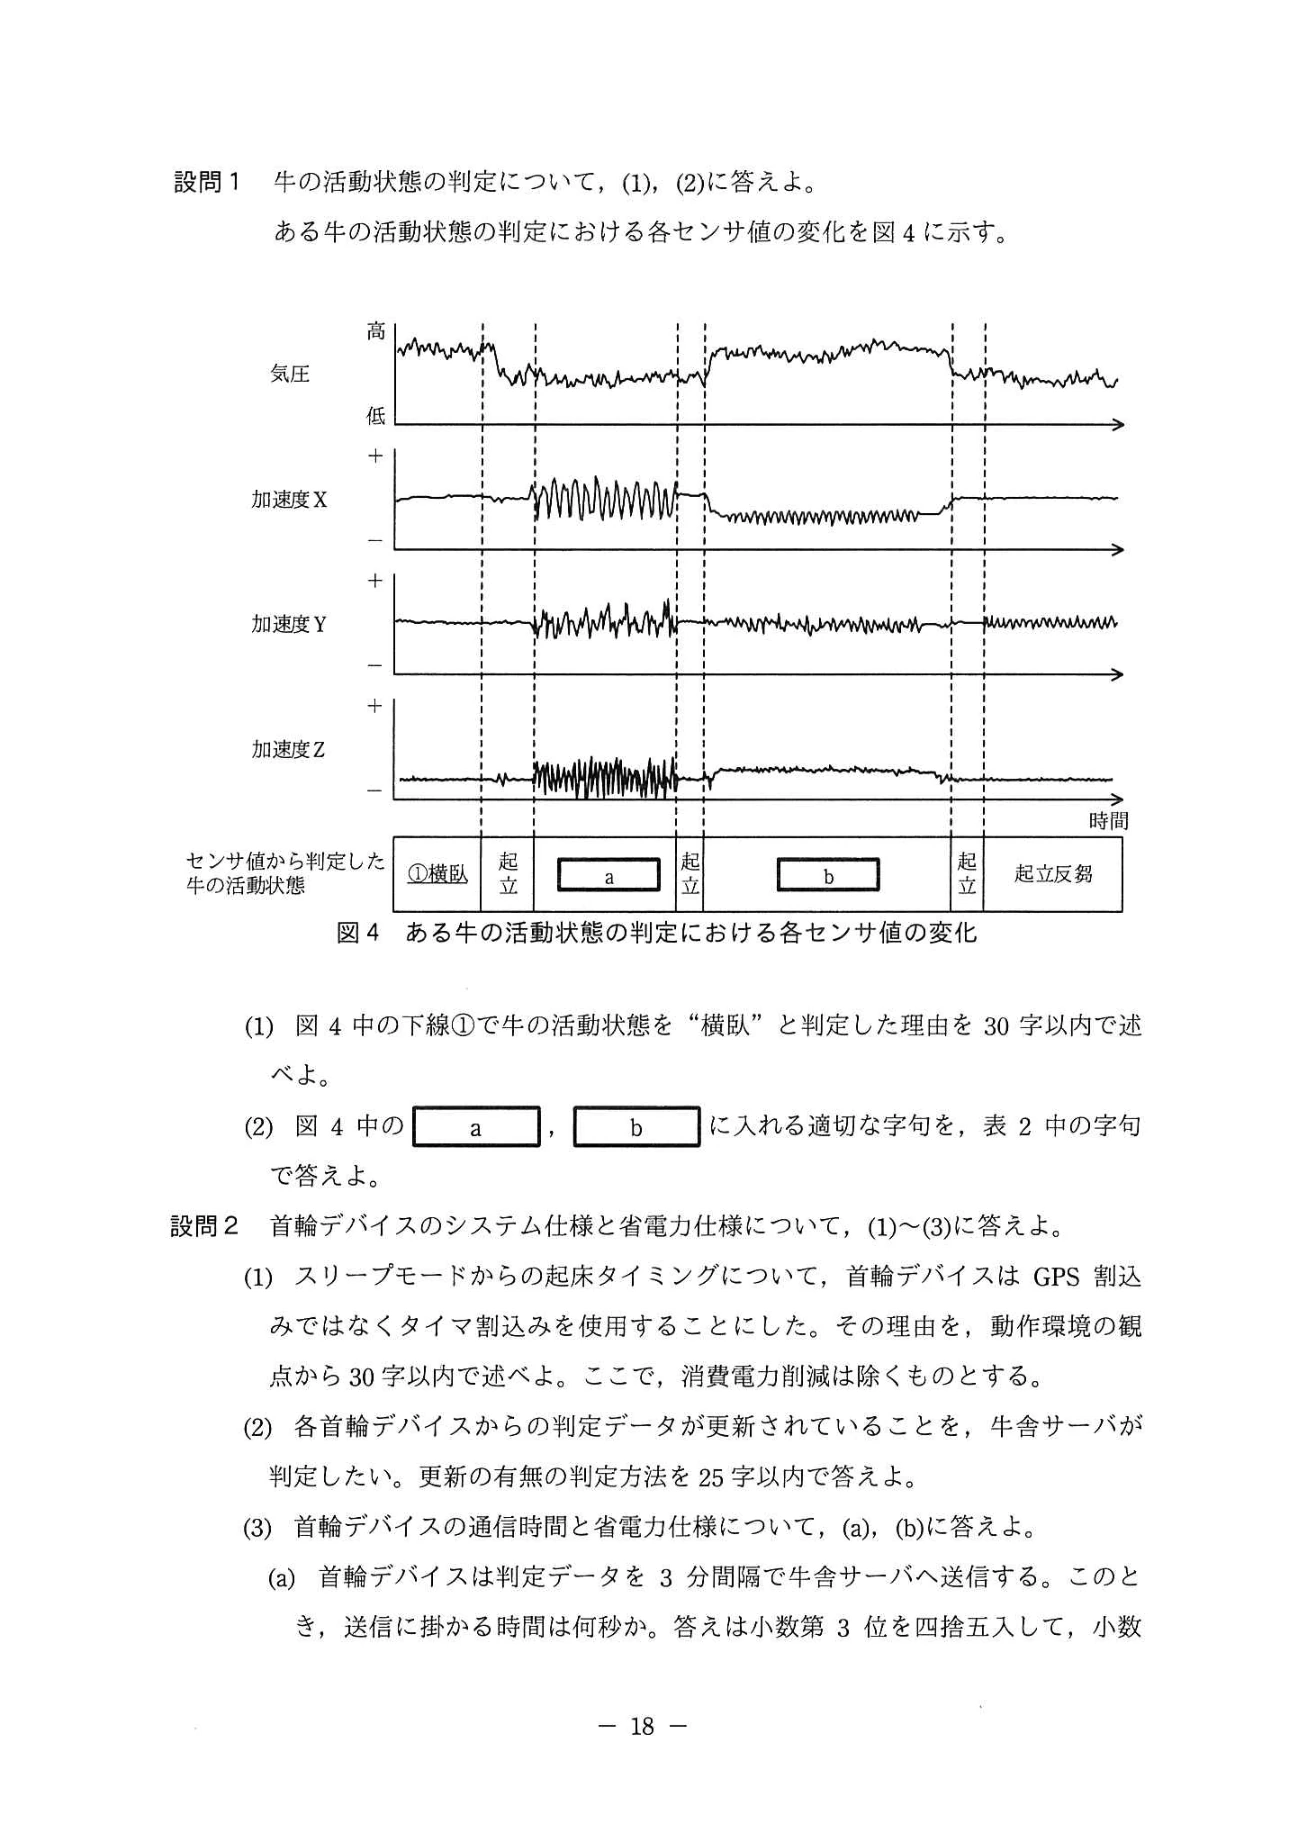 設問1 牛の活動状態の判定について，(1)，(2)に答えよ。
ある牛の活動状態の判定における各センサ値の変化を図4に示す。
高
気圧
低
＋
加速度X
－
＋
加速度Y
－
＋
加速度Z
－
時間
センサ値から判定した
牛の活動状態
①横臥
起立
a
起立
b
起立
起立反芻
図4 ある牛の活動状態の判定における各センサ値の変化
(1) 図4中の下線①で牛の活動状態を“横臥”と判定した理由を30字以内で述
べよ。
(2) 図4中の a ， b に入れる適切な字句を，表2中の字句
で答えよ。
設問2 首輪デバイスのシステム仕様と省電力仕様について，(1)～(3)に答えよ。
(1) スリープモードからの起床タイミングについて，首輪デバイスはGPS割込
みではなくタイマ割込みを使用することにした。その理由を，動作環境の観
点から30字以内で述べよ。ここで，消費電力削減は除くものとする。
(2) 各首輪デバイスからの判定データが更新されていることを，牛舎サーバが
判定したい。更新の有無の判定方法を25字以内で答えよ。
(3) 首輪デバイスの通信時間と省電力仕様について，(a)，(b)に答えよ。
(a) 首輪デバイスは判定データを3分間隔で牛舎サーバへ送信する。このと
き，送信に掛かる時間は何秒か。答えは小数第3位を四捨五入して，小数
－ 18 －